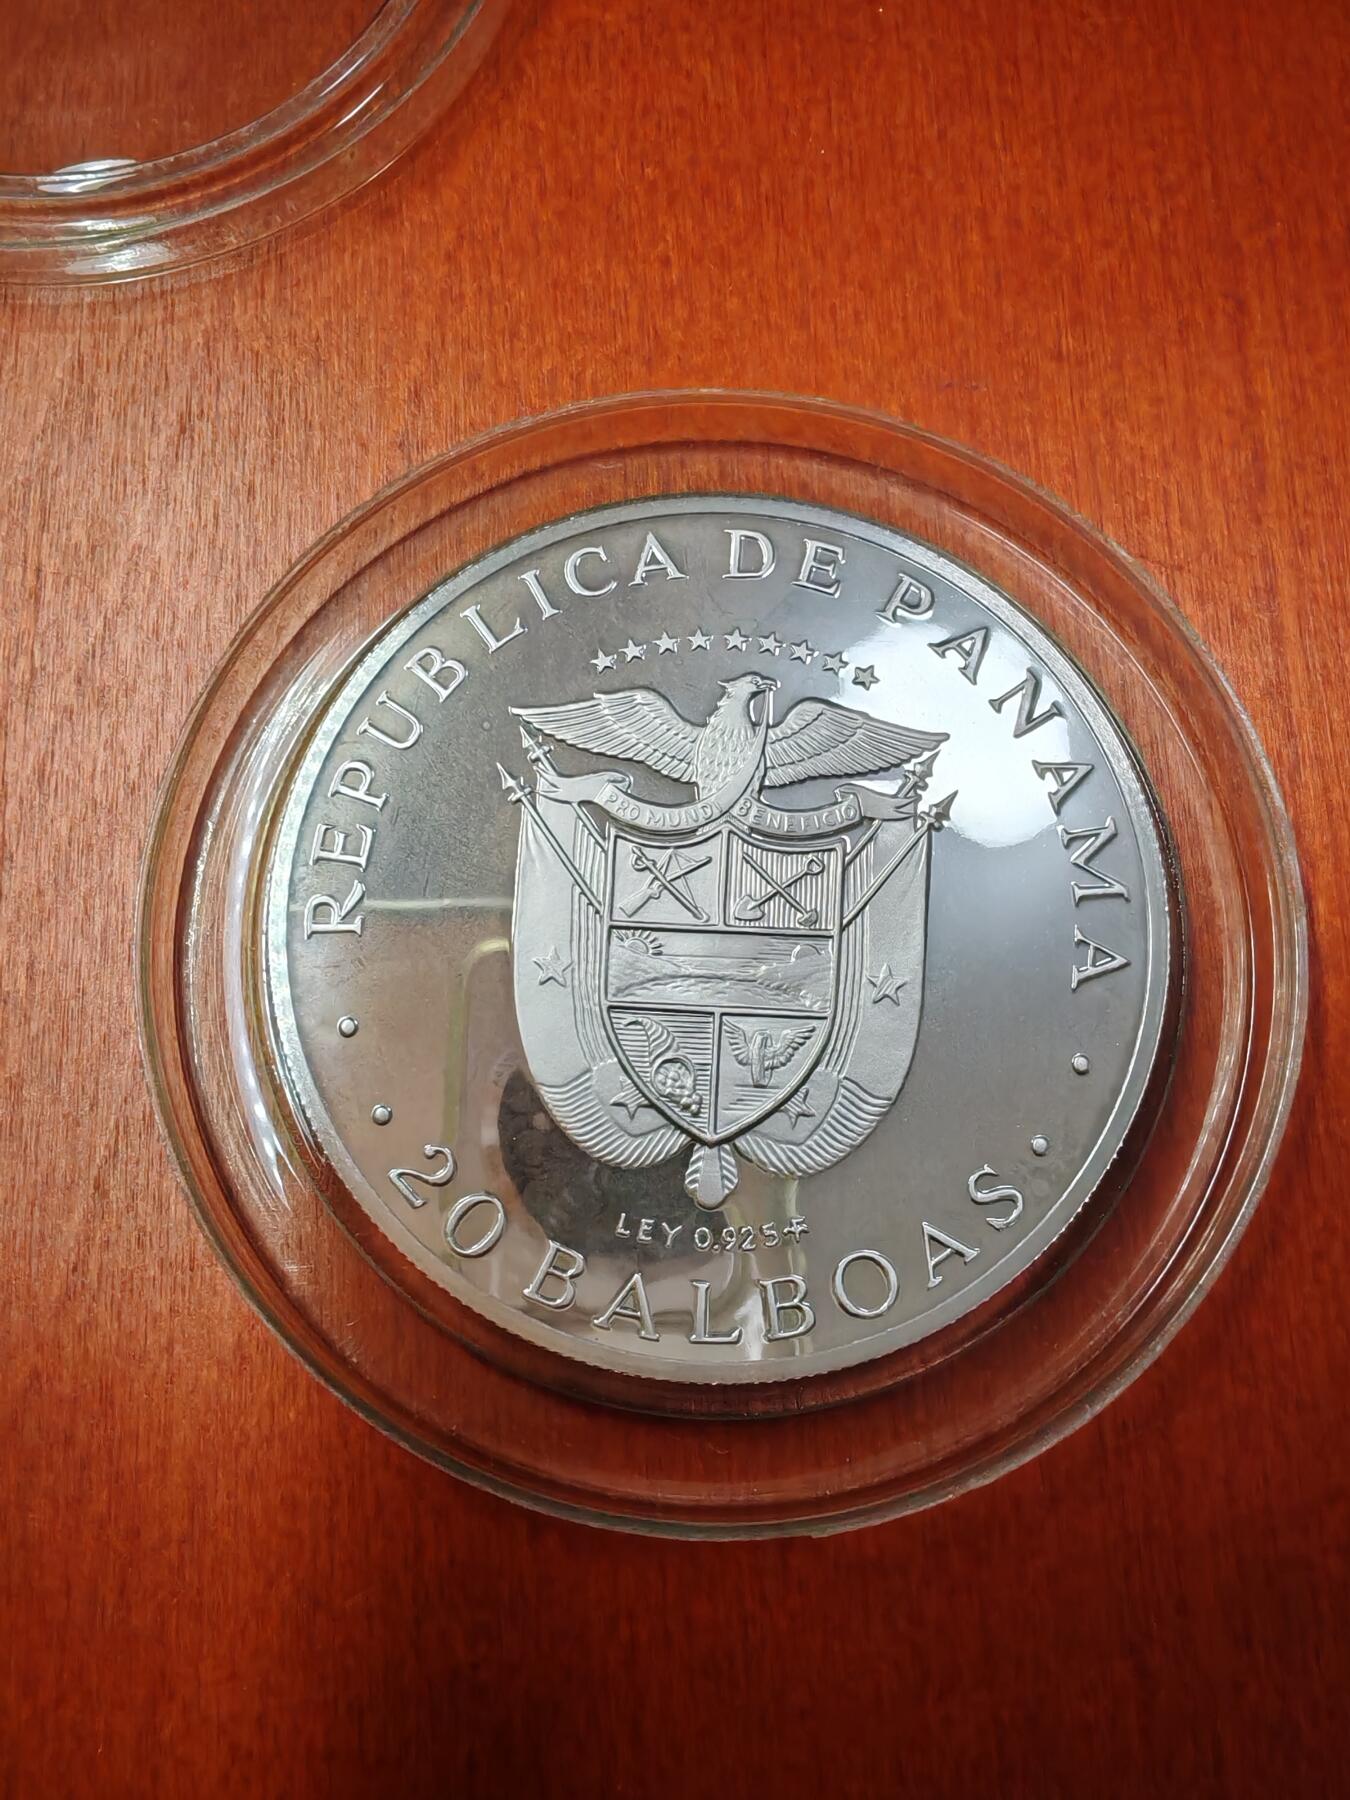 REPUBLICA DE PANAMA
PRO MUNDI BENEFICIO
LEY 0.925 F
20 BALBOAS